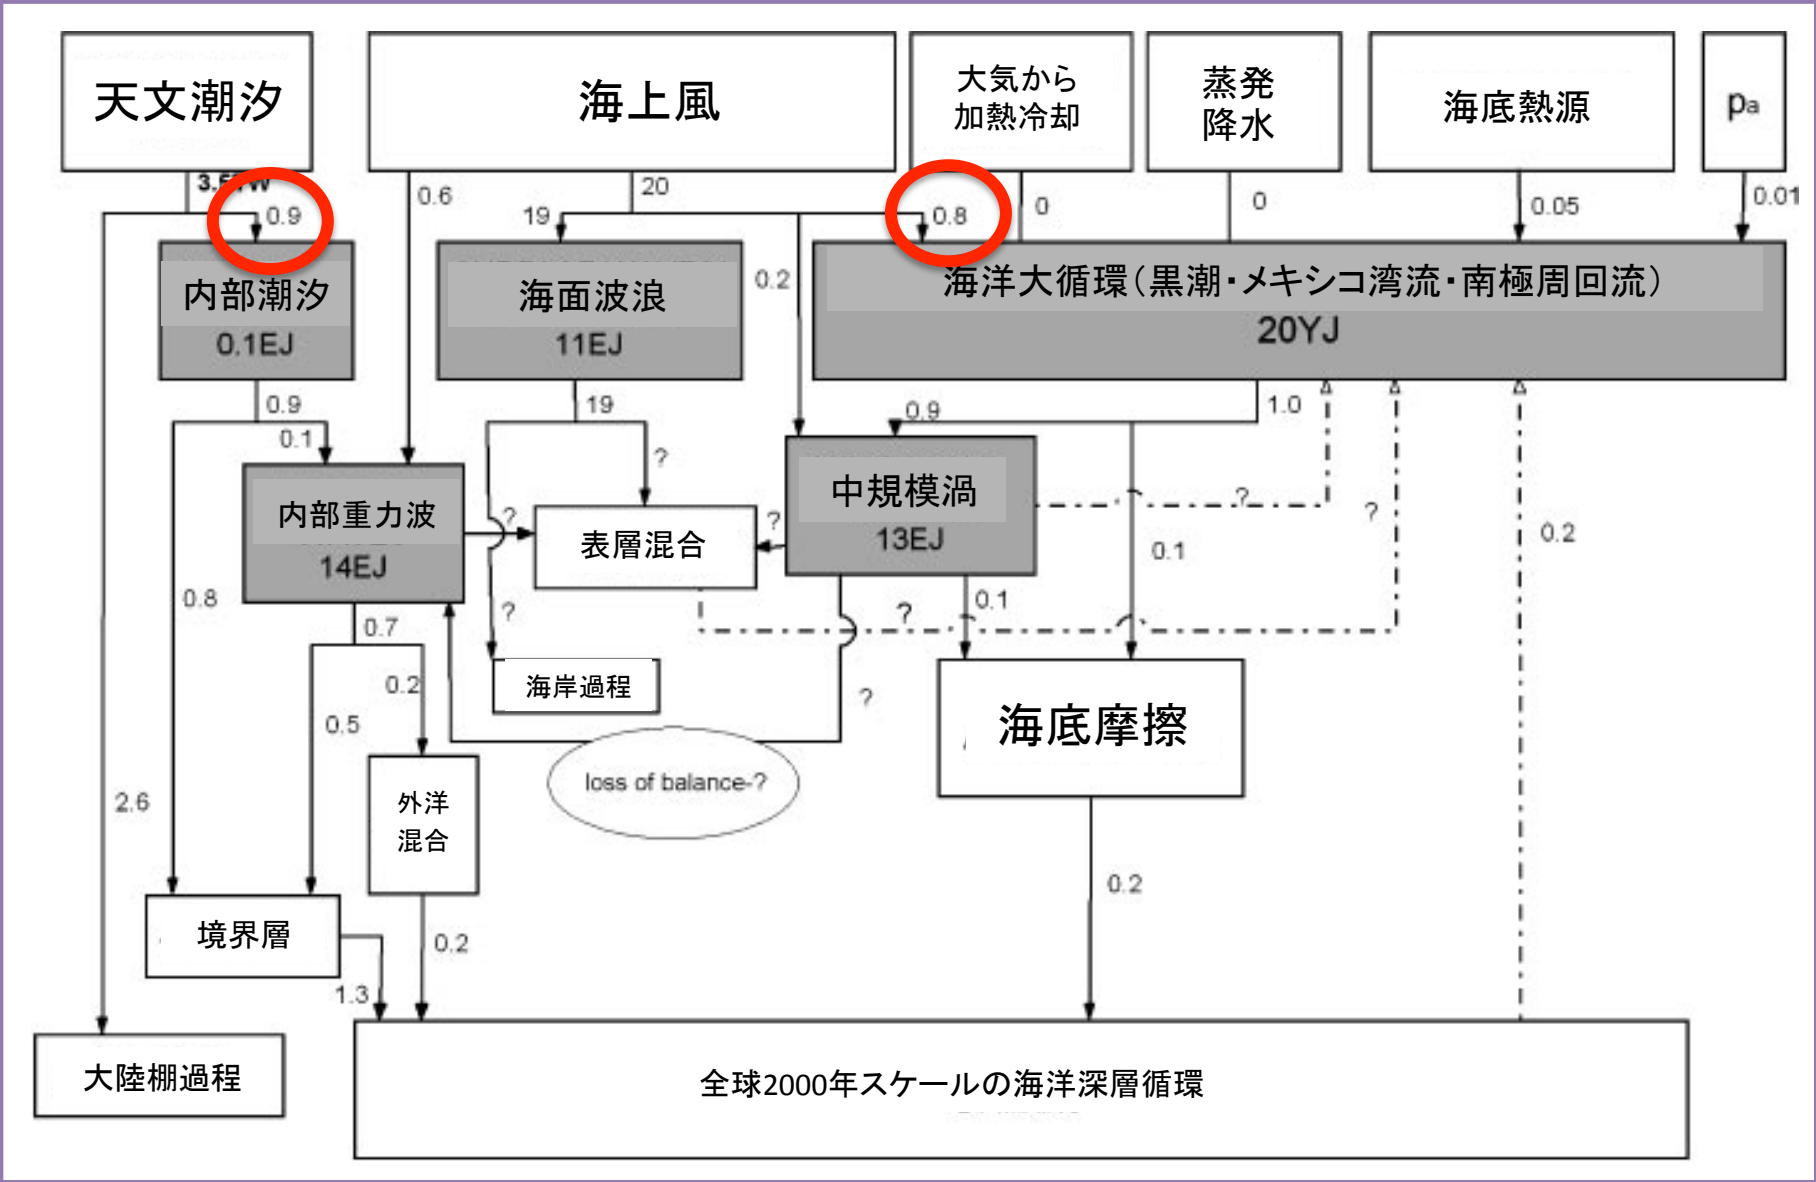 天文潮汐
海上風
大気から
加熱冷却
蒸発
降水
海底熱源
pa
0.9
0.6
20
19
0.8
0
0
0.05
0.01
0.2
内部潮汐
0.1EJ
海面波浪
11EJ
海洋大循環(黒潮・メキシコ湾流・南極周回流)
20YJ
0.9
0.1
19
?
0.9
1.0
内部重力波
14EJ
?
表層混合
?
中規模渦
13EJ
?
?
0.1
0.2
0.8
0.7
?
?
0.1
0.2
0.5
海岸過程
?
海底摩擦
loss of balance-?
2.6
外洋
混合
0.2
境界層
0.2
1.3
大陸棚過程
全球2000年スケールの海洋深層循環